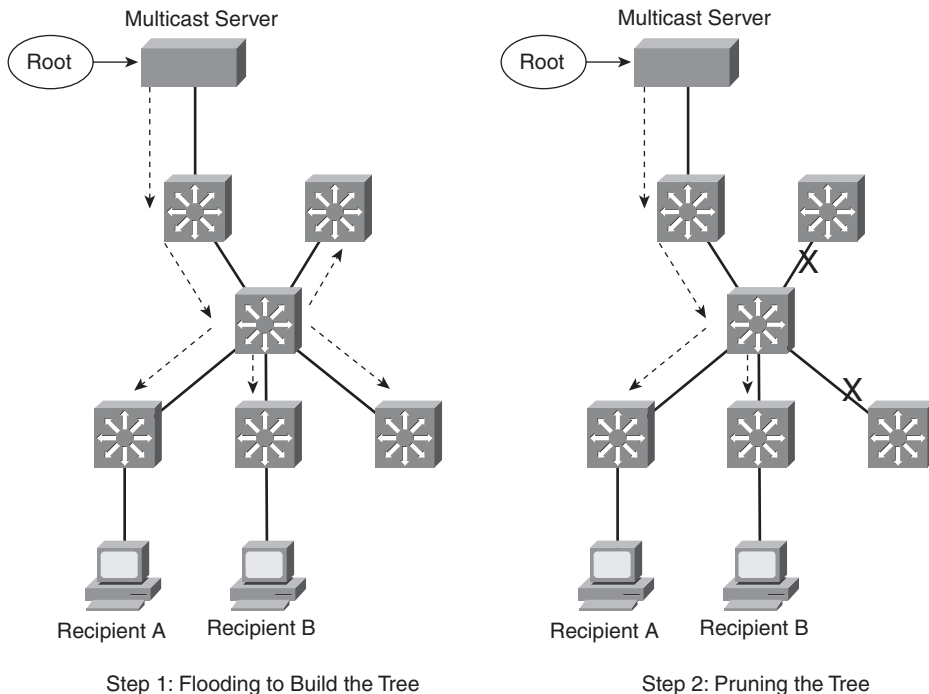 Multicast Server
Root
Recipient A
Recipient B
Step 1: Flooding to Build the Tree
Multicast Server
Root
X
X
Recipient A
Recipient B
Step 2: Pruning the Tree